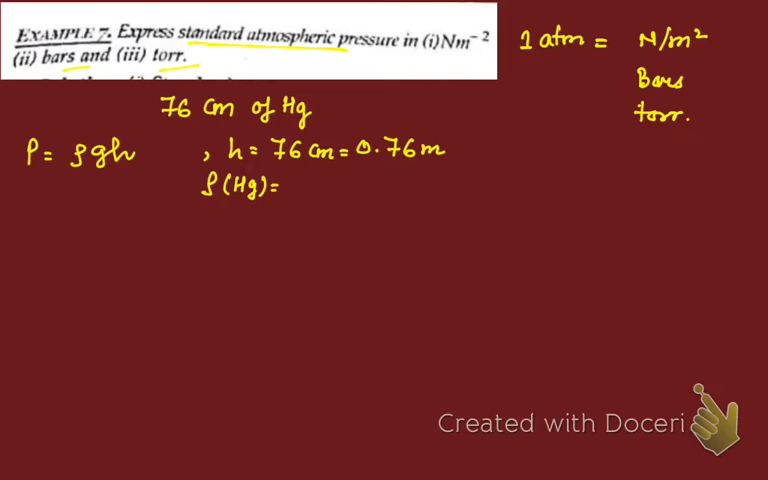 EXAMPLE 7. Express standard atmospheric pressure in (i)Nm⁻²
(ii) bars and (iii) torr.
1 atm = N/m²
Bars
torr.
76 cm of Hg
P = ρgh , h = 76 cm = 0.76 m
ρ(Hg)=
Created with Doceri